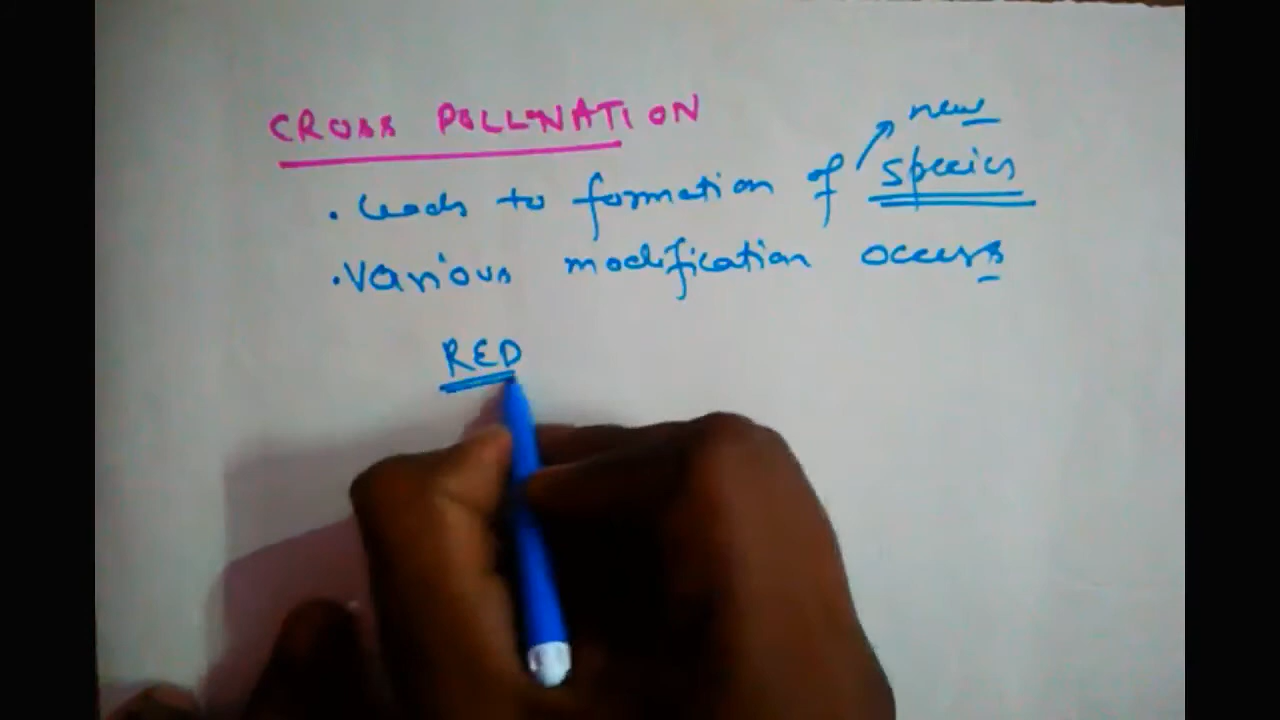 CROSS POLLINATION
new
. Leads to formation of species
. Various modification occurs
RED